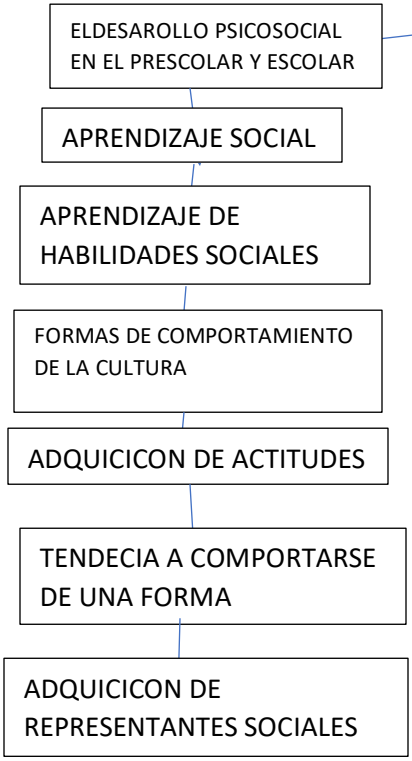 ELDESAROLLO PSICOSOCIAL
EN EL PRESCOLAR Y ESCOLAR
APRENDIZAJE SOCIAL
APRENDIZAJE DE
HABILIDADES SOCIALES
FORMAS DE COMPORTAMIENTO
DE LA CULTURA
ADQUICICON DE ACTITUDES
TENDECIA A COMPORTARSE
DE UNA FORMA
ADQUICICON DE
REPRESENTANTES SOCIALES